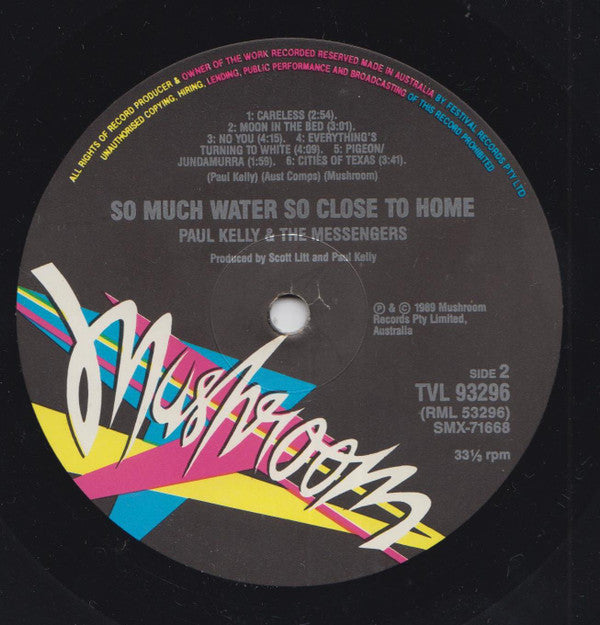 ALL RIGHTS OF RECORD PRODUCER & OWNER OF THE WORK RECORDED RESERVED MADE IN AUSTRALIA BY FESTIVAL RECORDS PTY LTD
UNAUTHORISED COPYING, HIRING, LENDING, PUBLIC PERFORMANCE AND BROADCASTING OF THIS RECORD PROHIBITED
1: CARELESS (2:54).
2: MOON IN THE BED (3:01).
3: NO YOU (4:15). 4: EVERYTHING'S
TURNING TO WHITE (4:09). 5: PIGEON/
JUNDAMURRA (1:59). 6: CITIES OF TEXAS (3:41).
(Paul Kelly) (Aust Comps) (Mushroom)
SO MUCH WATER SO CLOSE TO HOME
PAUL KELLY & THE MESSENGERS
Produced by Scott Litt and Paul Kelly
℗ & © 1989 Mushroom
Records Pty Limited,
Australia
SIDE 2
TVL 93296
(RML 53296)
SMX-71668
33⅓ rpm
Mushroom